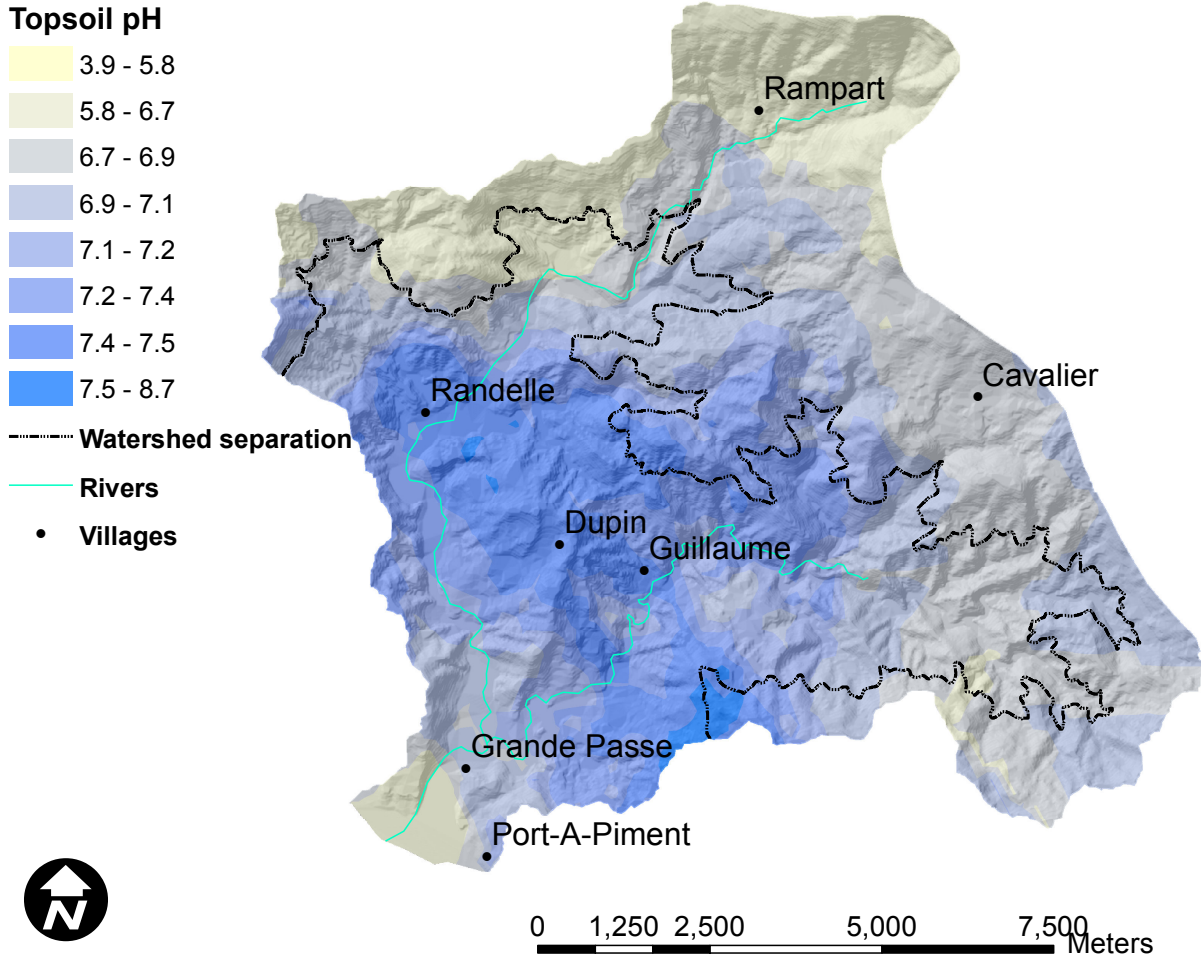 Topsoil pH
3.9 - 5.8
5.8 - 6.7
6.7 - 6.9
6.9 - 7.1
7.1 - 7.2
7.2 - 7.4
7.4 - 7.5
7.5 - 8.7
Watershed separation
Rivers
Villages
Rampart
Cavalier
Randelle
Dupin
Guillaume
Grande Passe
Port-A-Piment
N
0 1,250 2,500 5,000 7,500
Meters